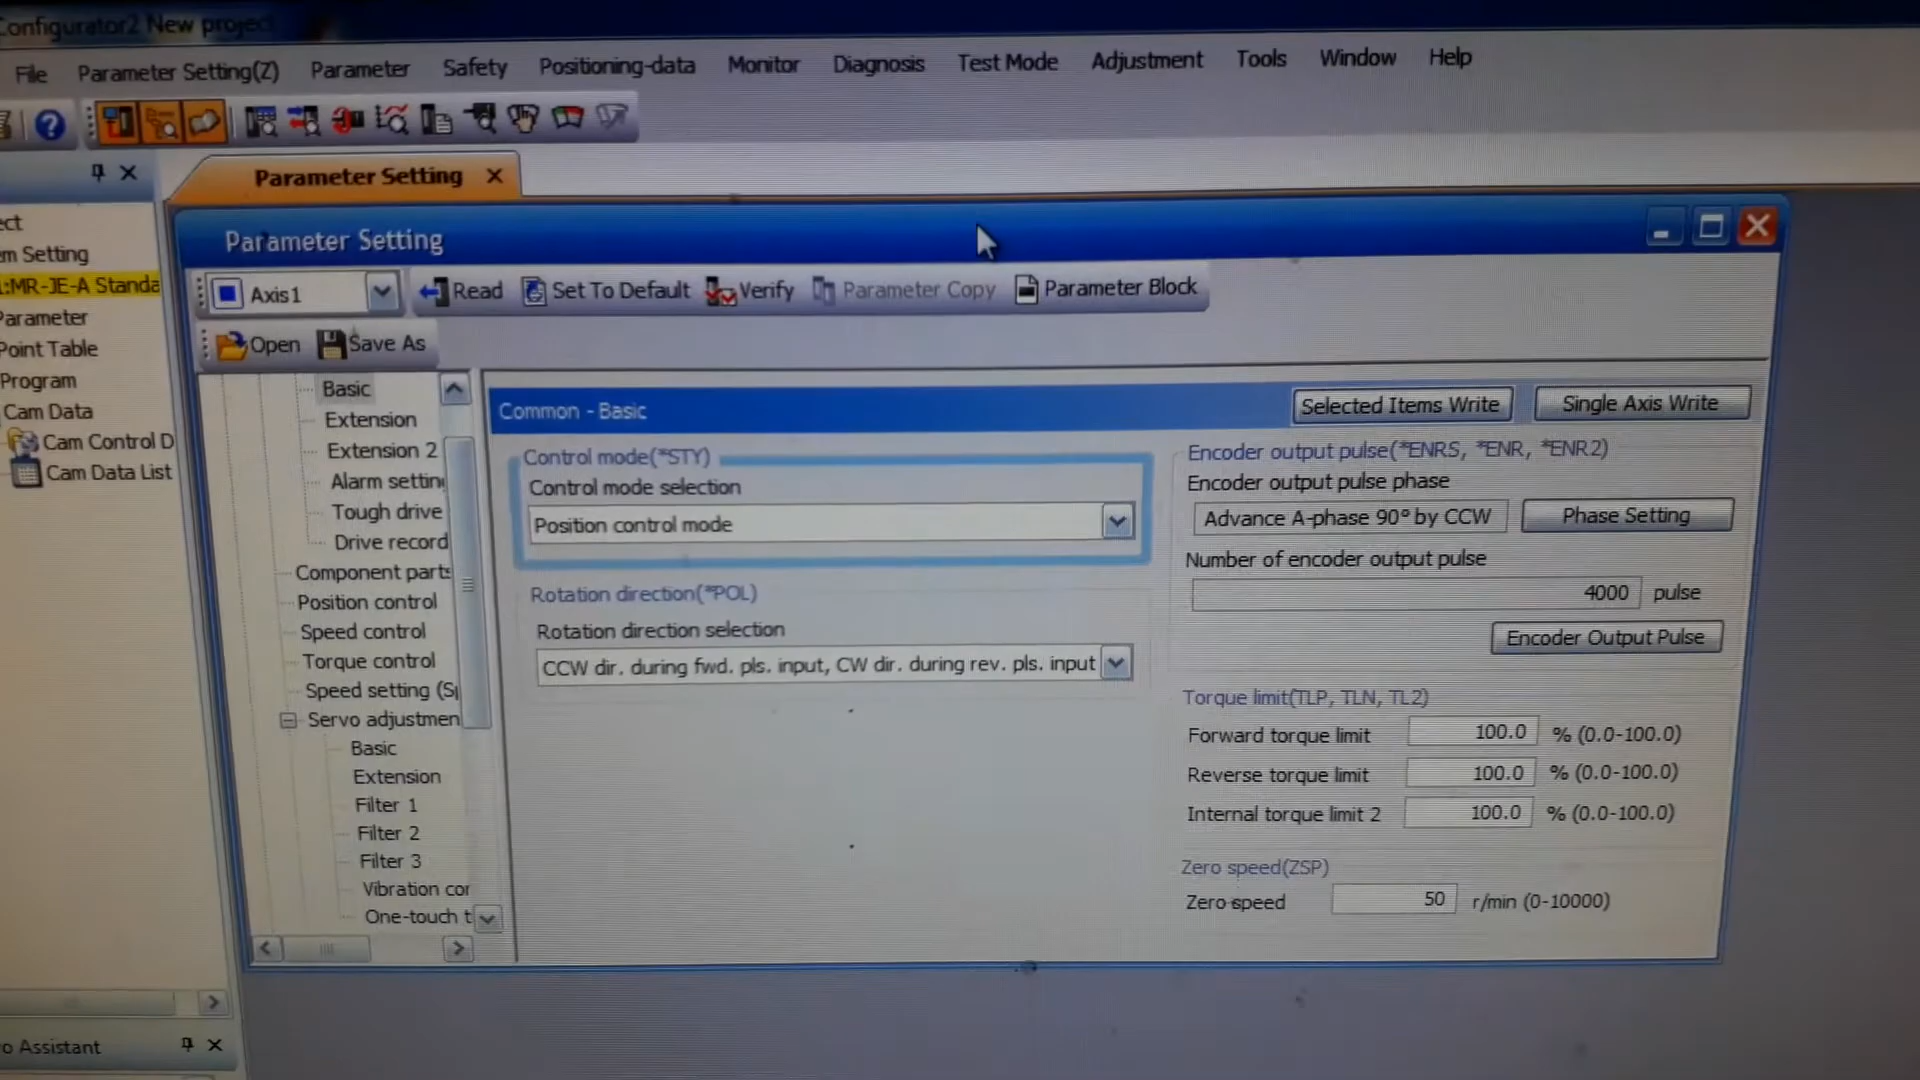 Configurator2 New project
File Parameter Setting(Z) Parameter Safety Positioning-data Monitor Diagnosis Test Mode Adjustment Tools Window Help
Parameter Setting
Parameter Setting
Axis1 Read Set To Default Verify Parameter Copy Parameter Block
Open Save As
ect
em Setting
:MR-JE-A Standa
Parameter
Point Table
Program
Cam Data
Cam Control D
Cam Data List
o Assistant
Basic
Extension
Extension 2
Alarm settin
Tough drive
Drive record
Component parts
Position control
Speed control
Torque control
Speed setting (Sp
Servo adjustmen
Basic
Extension
Filter 1
Filter 2
Filter 3
Vibration cor
One-touch t
Common - Basic
Selected Items Write Single Axis Write
Control mode(*STY)
Control mode selection
Position control mode
Rotation direction(*POL)
Rotation direction selection
CCW dir. during fwd. pls. input, CW dir. during rev. pls. input
Encoder output pulse(*ENRS, *ENR, *ENR2)
Encoder output pulse phase
Advance A-phase 90° by CCW Phase Setting
Number of encoder output pulse
4000 pulse
Encoder Output Pulse
Torque limit(TLP, TLN, TL2)
Forward torque limit 100.0 % (0.0-100.0)
Reverse torque limit 100.0 % (0.0-100.0)
Internal torque limit 2 100.0 % (0.0-100.0)
Zero speed(ZSP)
Zero speed 50 r/min (0-10000)